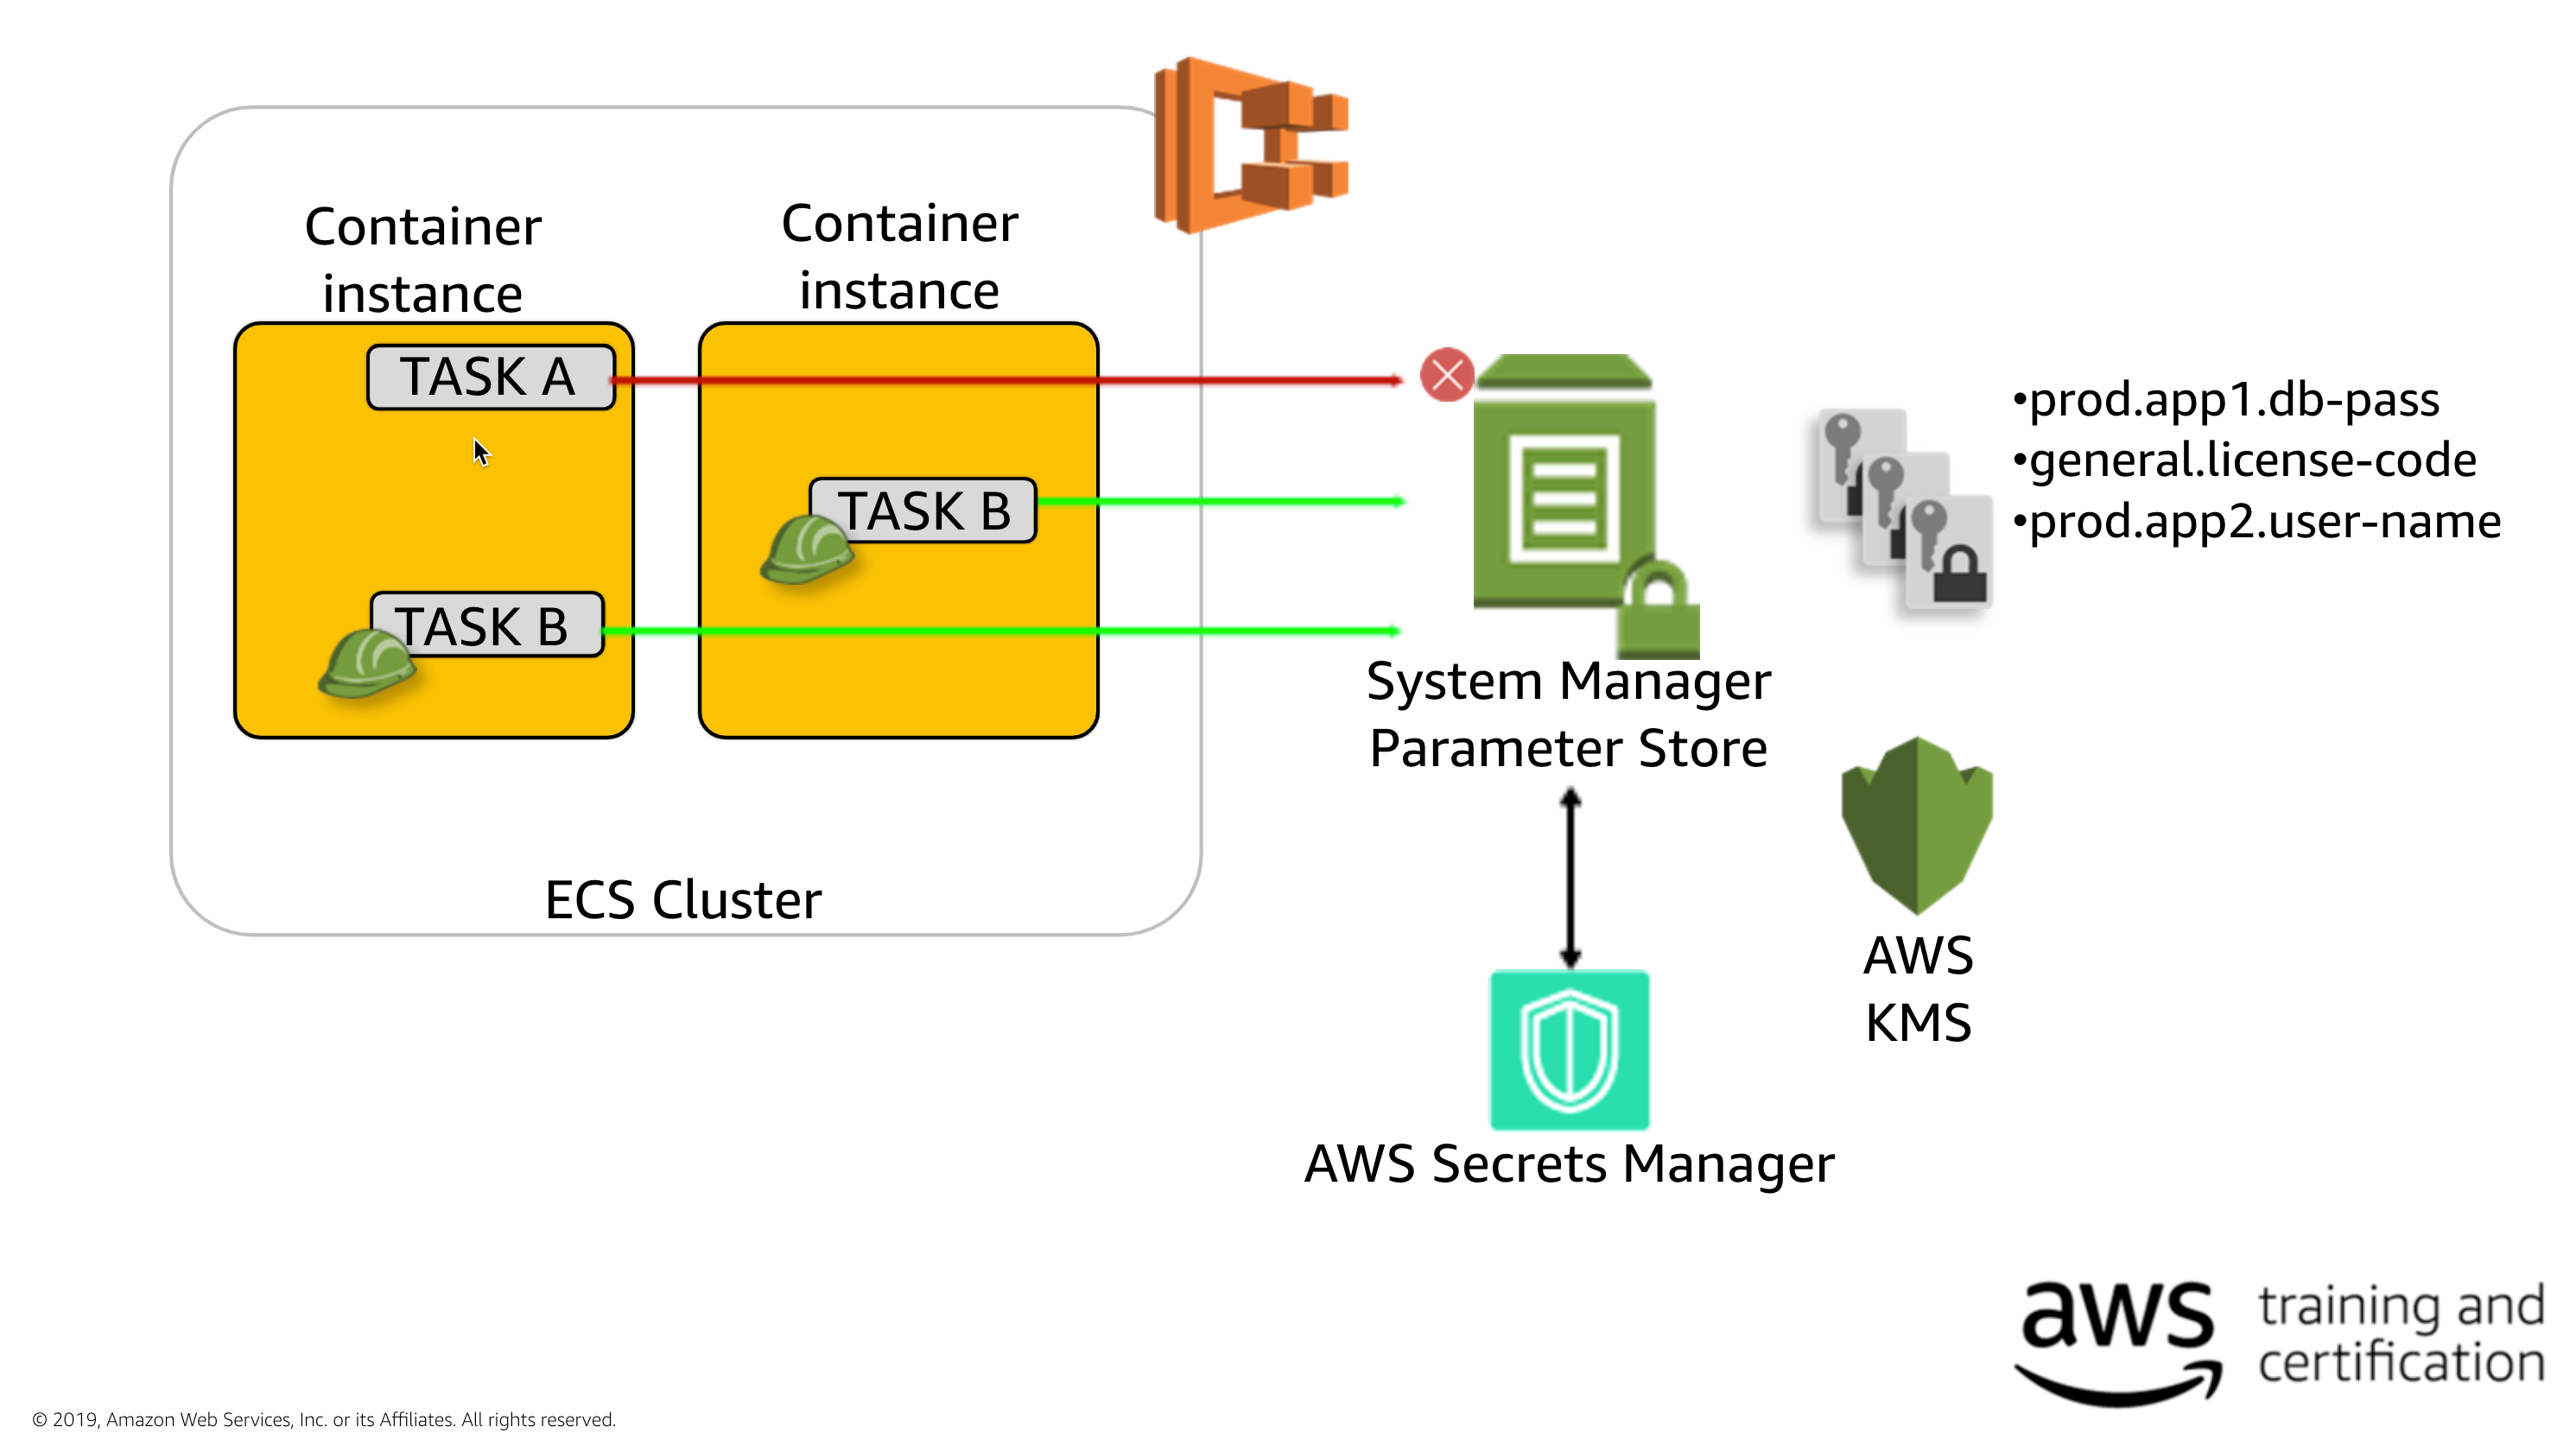 Container
instance
Container
instance
TASK A
TASK B
TASK B
ECS Cluster
System Manager
Parameter Store
•prod.app1.db-pass
•general.license-code
•prod.app2.user-name
AWS
KMS
AWS Secrets Manager
aws training and
certification
© 2019, Amazon Web Services, Inc. or its Affiliates. All rights reserved.